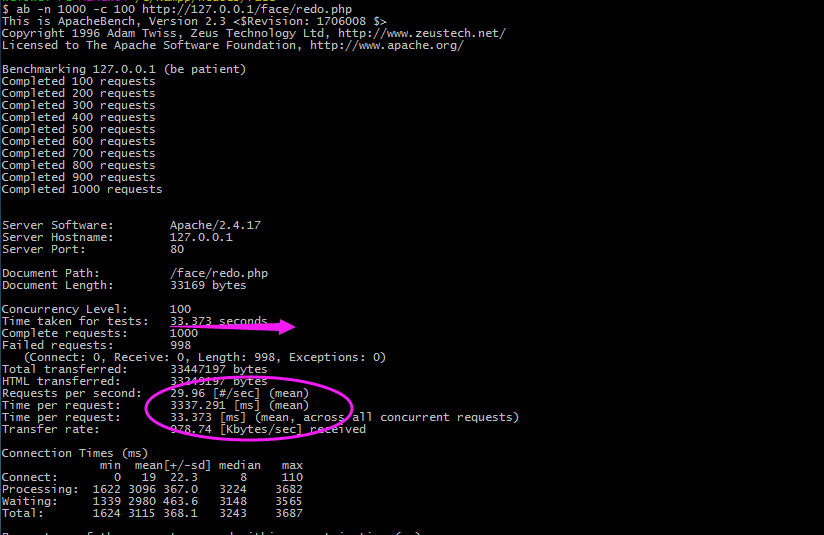 $ ab -n 1000 -c 100 http://127.0.0.1/face/redo.php
This is ApacheBench, Version 2.3 <$Revision: 1706008 $>
Copyright 1996 Adam Twiss, Zeus Technology Ltd, http://www.zeustech.net/
Licensed to The Apache Software Foundation, http://www.apache.org/

Benchmarking 127.0.0.1 (be patient)
Completed 100 requests
Completed 200 requests
Completed 300 requests
Completed 400 requests
Completed 500 requests
Completed 600 requests
Completed 700 requests
Completed 800 requests
Completed 900 requests
Completed 1000 requests

Server Software:        Apache/2.4.17
Server Hostname:        127.0.0.1
Server Port:            80

Document Path:          /face/redo.php
Document Length:        33169 bytes

Concurrency Level:      100
Time taken for tests:   33.373 seconds
Complete requests:      1000
Failed requests:        998
   (Connect: 0, Receive: 0, Length: 998, Exceptions: 0)
Total transferred:      33447197 bytes
HTML transferred:       33249197 bytes
Requests per second:    29.96 [#/sec] (mean)
Time per request:       3337.291 [ms] (mean)
Time per request:       33.373 [ms] (mean, across all concurrent requests)
Transfer rate:          978.74 [Kbytes/sec] received

Connection Times (ms)
              min  mean[+/-sd] median   max
Connect:        0   19  22.3      8     110
Processing:  1622 3096 367.0   3224    3682
Waiting:     1339 2980 463.6   3148    3565
Total:       1624 3115 368.1   3243    3687